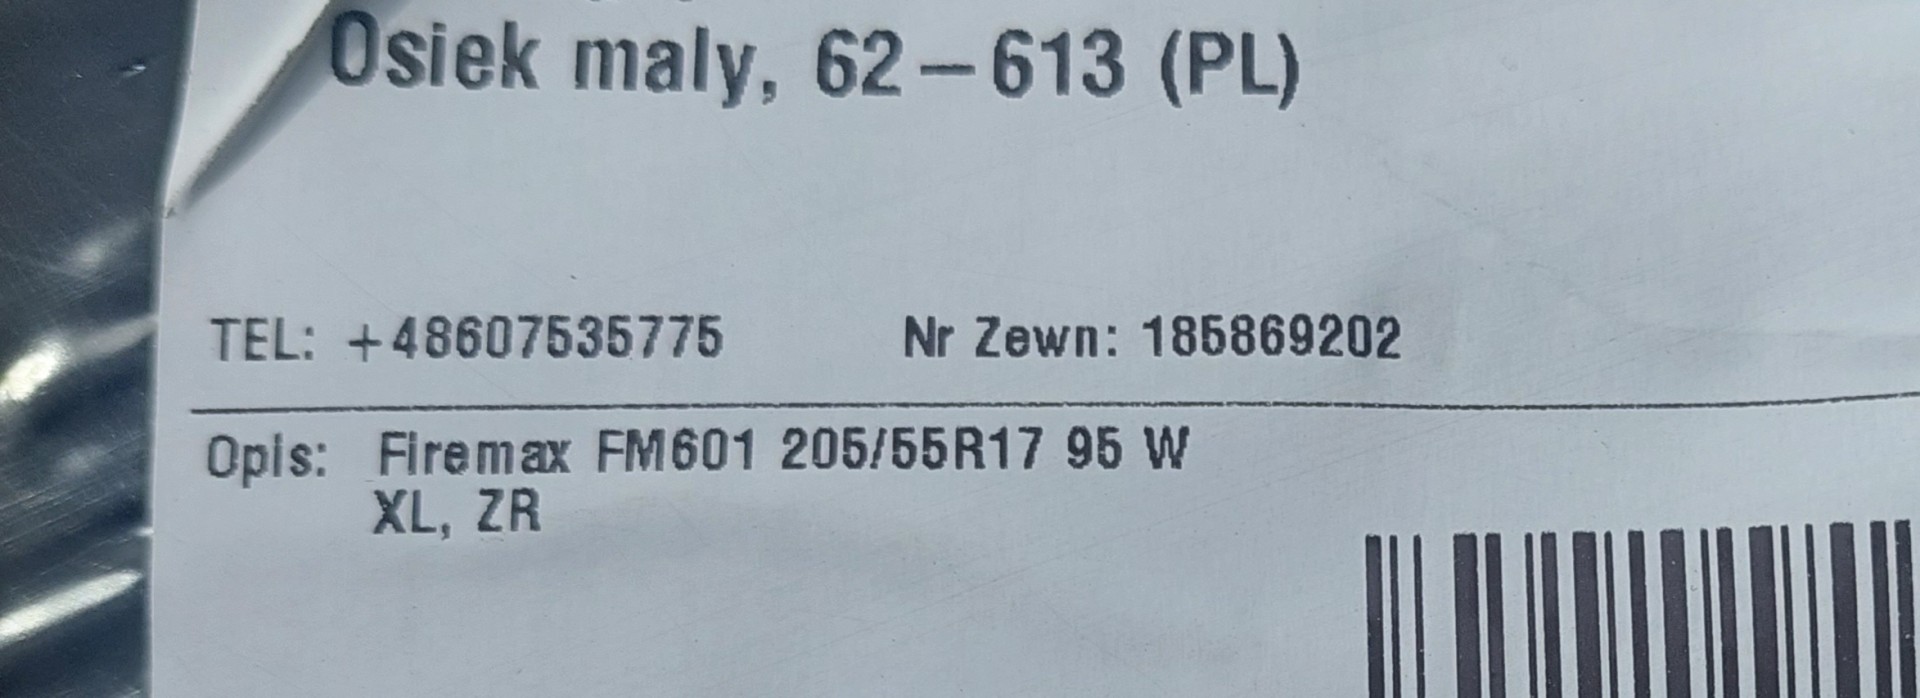 Osiek maly, 62-613 (PL)
TEL: +48607535775 Nr Zewn: 185869202
Opis: Firemax FM601 205/55R17 95 W
XL, ZR